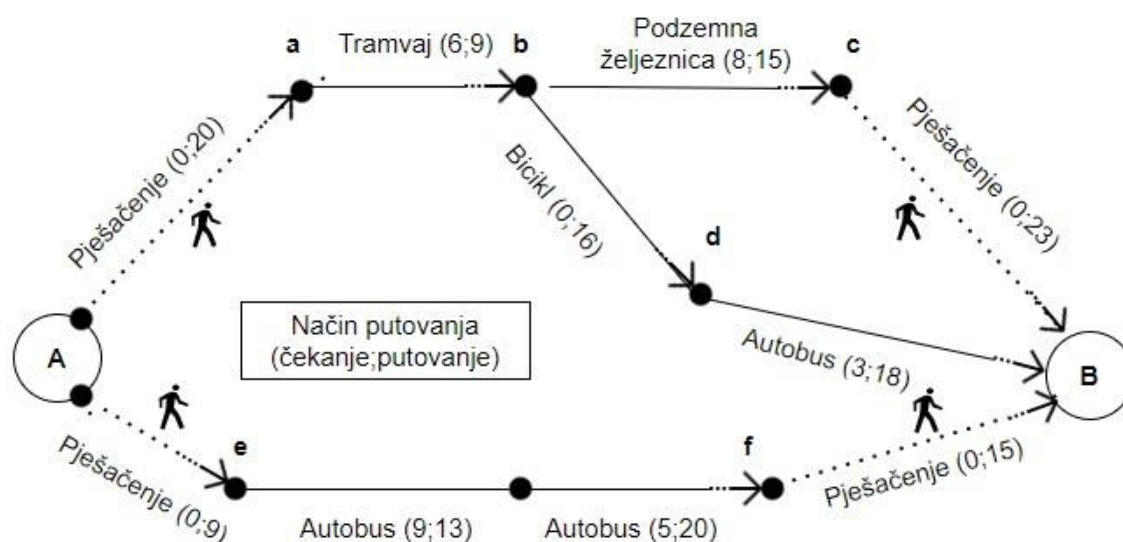 a
Tramvaj (6;9)
b
Podzemna
željeznica (8;15)
c
Pješačenje (0;20)
Bicikl (0;16)
Pješačenje (0;23)
d
A
Način putovanja
(čekanje;putovanje)
Autobus (3;18)
B
Pješačenje (0;9)
e
Autobus (9;13)
Autobus (5;20)
f
Pješačenje (0;15)